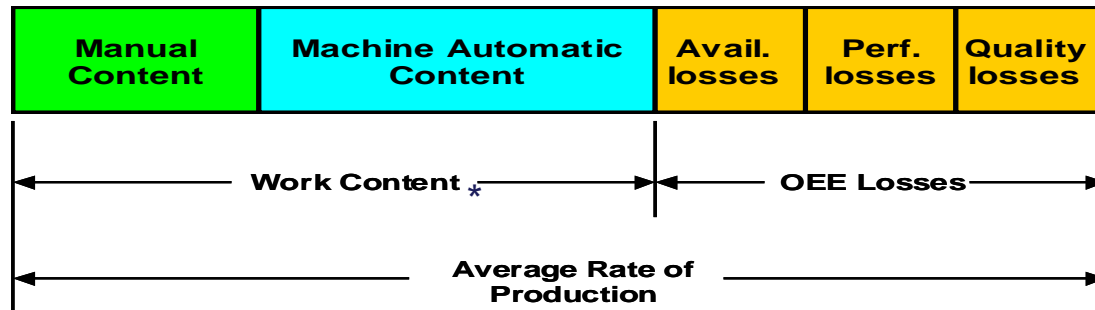 Manual
Content
Machine Automatic
Content
Avail.
losses
Perf.
losses
Quality
losses
Work Content *
OEE Losses
Average Rate of
Production